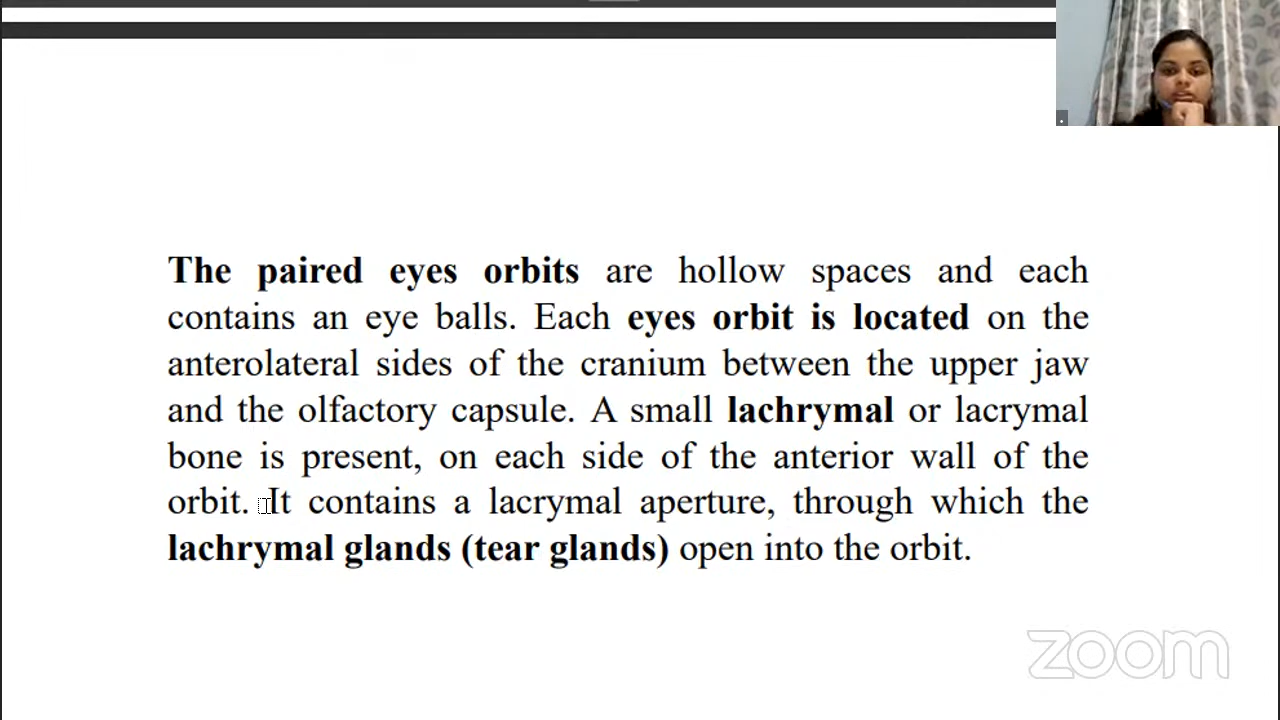 The paired eyes orbits are hollow spaces and each
contains an eye balls. Each eyes orbit is located on the
anterolateral sides of the cranium between the upper jaw
and the olfactory capsule. A small lachrymal or lacrymal
bone is present, on each side of the anterior wall of the
orbit. It contains a lacrymal aperture, through which the
lachrymal glands (tear glands) open into the orbit.
zoom